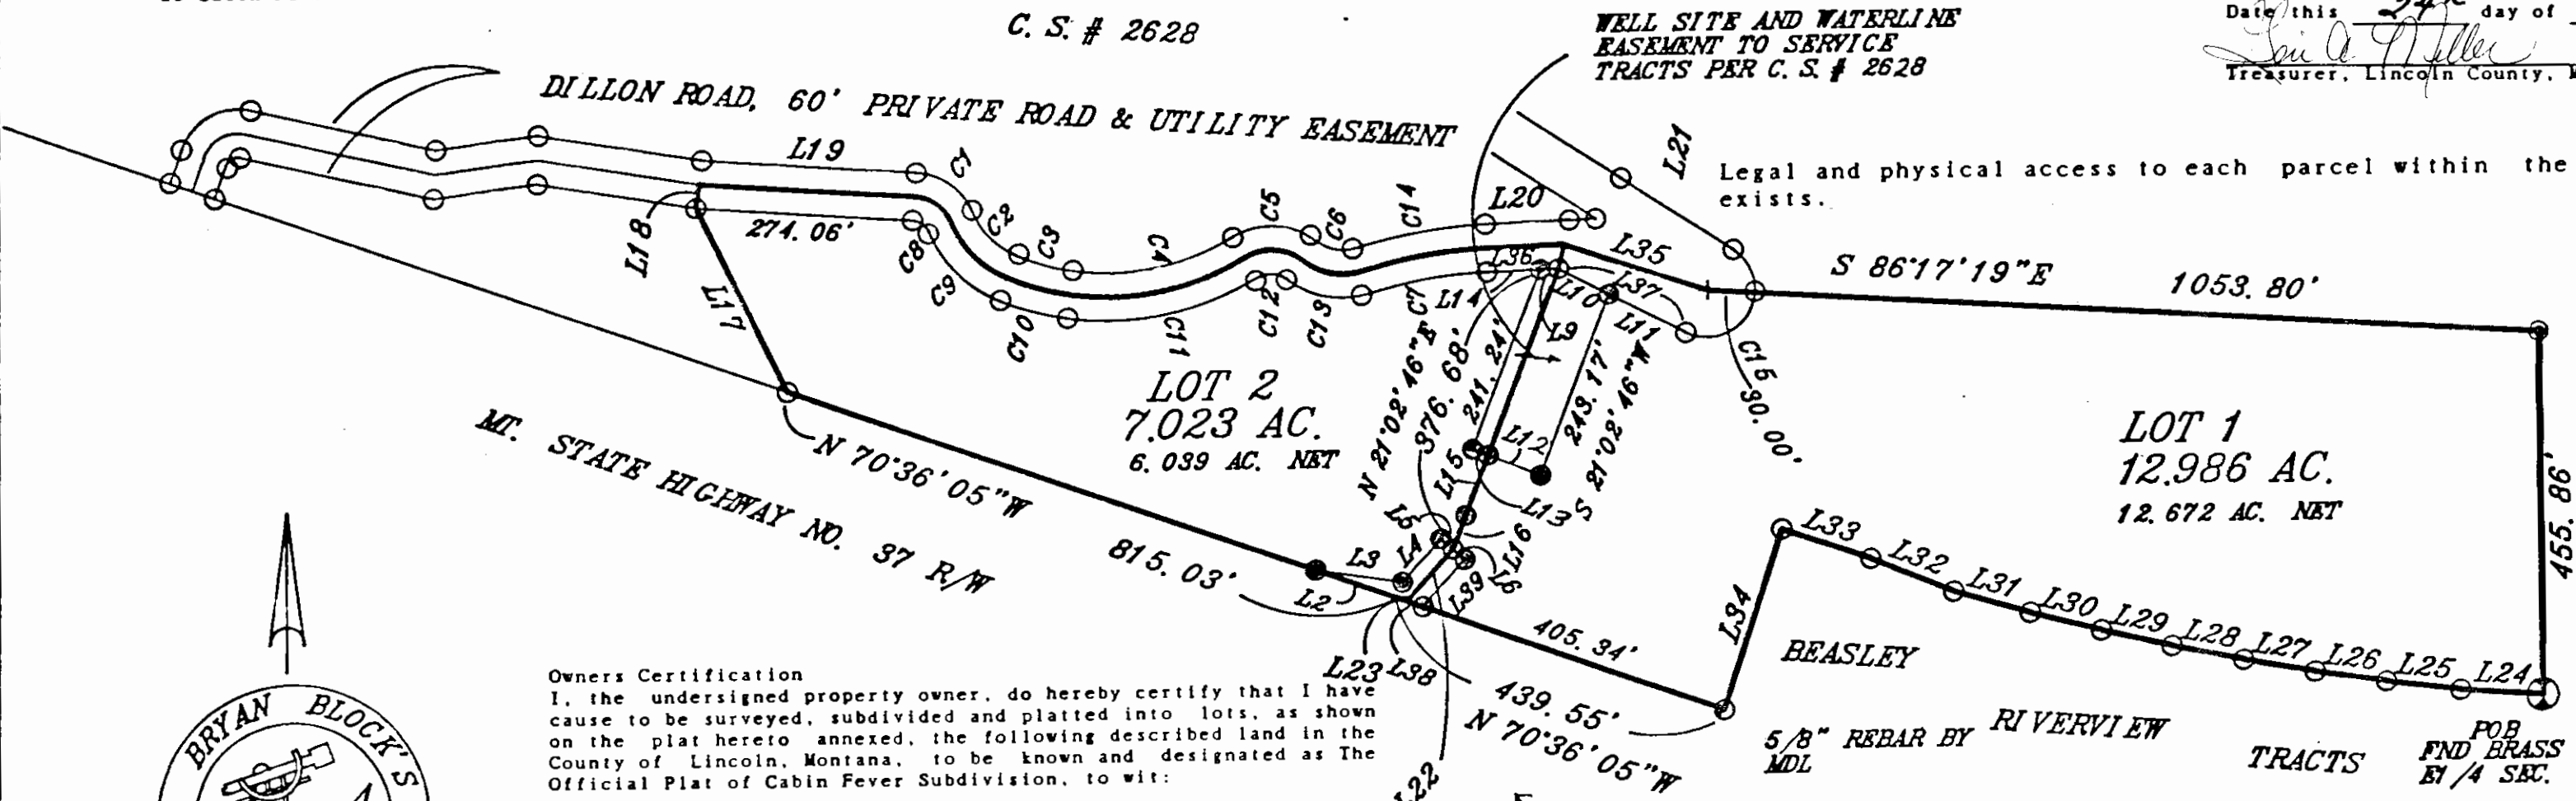 C. S. # 2628
WELL SITE AND WATERLINE
EASEMENT TO SERVICE
TRACTS PER C. S. # 2628
Date this 24th day of
Treasurer, Lincoln County,
DILLON ROAD, 60' PRIVATE ROAD & UTILITY EASEMENT
Legal and physical access to each parcel within the
exists.
L21
L19
C1
C2
C3
C4
C5
C6
C14
L20
L35
S 86°17'19"E
1053.80'
L18
274.06'
C8
C9
C10
C11
C12
C13
C7
L36
L14
L10
L37
L9
L11
C15
30.00'
L17
LOT 2
7.023 AC.
6.039 AC. NET
N 21°02'46"E
376.68'
241.24'
243.17'
S 21°02'46"W
L12
L13
L15
L16
LOT 1
12.986 AC.
12.672 AC. NET
455.86'
MT. STATE HIGHWAY NO. 37 R/W
N 70°36'05"W
815.03'
L2
L3
L4
L5
L6
L39
L23
L38
L22
405.34'
439.55'
N 70°36'05"W
L34
L33
L32
L31
L30
L29
L28
L27
L26
L25
L24
BEASLEY
RIVERVIEW
TRACTS
5/8" REBAR BY
MDL
POB
FND BRASS
E1/4 SEC.
Owners Certification
I, the undersigned property owner, do hereby certify that I have
cause to be surveyed, subdivided and platted into lots, as shown
on the plat hereto annexed, the following described land in the
County of Lincoln, Montana, to be known and designated as The
Official Plat of Cabin Fever Subdivision, to wit:
BRYAN BLOCK'S